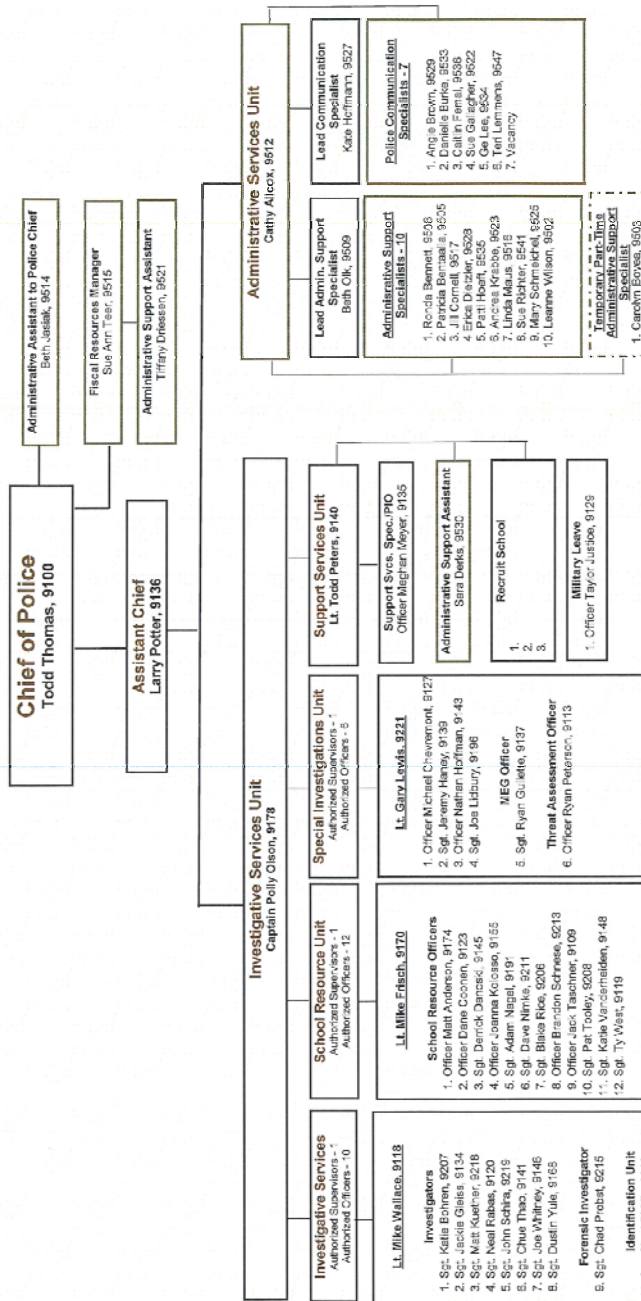 Chief of Police
Todd Thomas, 9100
Administrative Assistant to Police Chief
Beth Jasiak, 9514
Fiscal Resources Manager
Sue Ann Teer, 9515
Administrative Support Assistant
Tiffany Driessen, 9521
Assistant Chief
Larry Potter, 9136
Investigative Services Unit
Captain Polly Olson, 9178
Administrative Services Unit
Cathy Allcox, 9512
Investigative Services
Authorized Supervisors - 1
Authorized Officers - 10
Lt. Mike Wallace, 9118
Investigators
1. Sgt. Katie Bohren, 9207
2. Sgt. Jackie Gleiss, 9134
3. Sgt. Matt Kuether, 9218
4. Sgt. Neal Rabas, 9120
5. Sgt. John Schira, 9219
6. Sgt. Chue Thao, 9141
7. Sgt. Joe Whitney, 9146
8. Sgt. Dustin Yule, 9168
Forensic Investigator
9. Sgt. Chad Probst, 9215
Identification Unit
School Resource Unit
Authorized Supervisors - 1
Authorized Officers - 12
Lt. Mike Frisch, 9170
School Resource Officers
1. Officer Matt Anderson, 9174
2. Officer Dane Coonen, 9123
3. Sgt. Derrick Danoski, 9145
4. Officer Joanna Kolosso, 9155
5. Sgt. Adam Nagel, 9191
6. Sgt. Dave Nimke, 9211
7. Sgt. Blake Rice, 9206
8. Officer Brandon Schnese, 9213
9. Officer Jack Taschner, 9109
10. Sgt. Pat Tooley, 9208
11. Sgt. Katie Vanderheiden, 9148
12. Sgt. Ty West, 9119
Special Investigations Unit
Authorized Supervisors - 1
Authorized Officers - 6
Lt. Gary Lewis, 9221
1. Officer Michael Chevremont, 9127
2. Sgt. Jeremy Haney, 9139
3. Officer Nathan Hoffman, 9143
4. Sgt. Joe Lidbury, 9196
MEG Officer
5. Sgt. Ryan Gullette, 9137
Threat Assessment Officer
6. Officer Ryan Peterson, 9113
Support Services Unit
Lt. Todd Peters, 9140
Support Svcs. Spec./PIO
Officer Meghan Meyer, 9135
Administrative Support Assistant
Sara Derks, 9530
Recruit School
1.
2.
3.
Military Leave
1. Officer Taylor Justice, 9129
Lead Admin. Support
Specialist
Beth Olk, 9509
Administrative Support
Specialists - 10
1. Ronda Bennett, 9508
2. Patricia Bentaalla, 9505
3. Jill Cornell, 9517
4. Erica Dietzler, 9528
5. Patti Hoeft, 9535
6. Andrea Krabbe, 9523
7. Linda Maus, 9516
8. Sue Richter, 9541
9. Mary Schmeichel, 9525
10. Leanne Wilson, 9502
Temporary Part-Time
Administrative Support
Specialist
1. Carolyn Bovee, 9503
Lead Communication
Specialist
Kate Hoffmann, 9527
Police Communication
Specialists - 7
1. Angie Brown, 9529
2. Danielle Burke, 9533
3. Caitlin Femal, 9536
4. Sue Gallagher, 9522
5. Ge Lee, 9534
6. Teri Lemmens, 9547
7. Vacancy